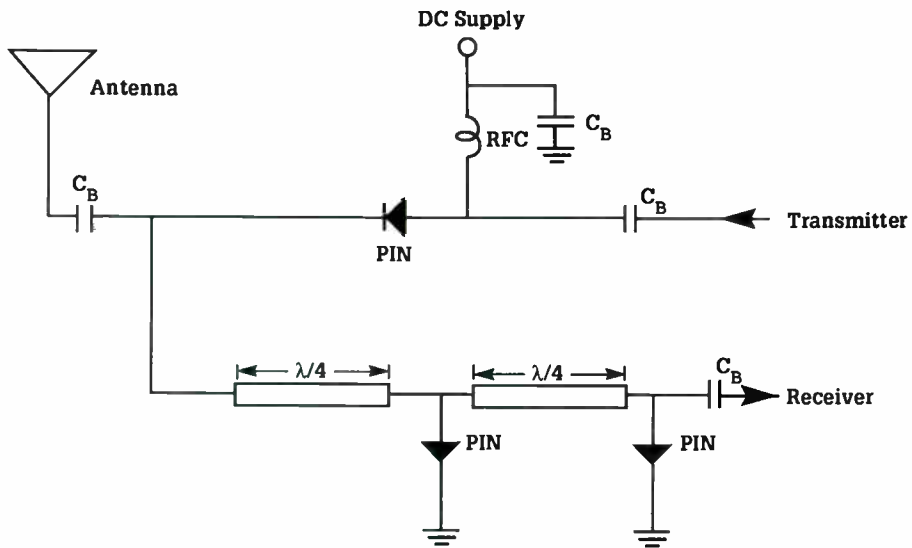 DC Supply
Antenna
C_B
RFC
C_B
C_B
Transmitter
PIN
λ/4
λ/4
C_B
Receiver
PIN
PIN